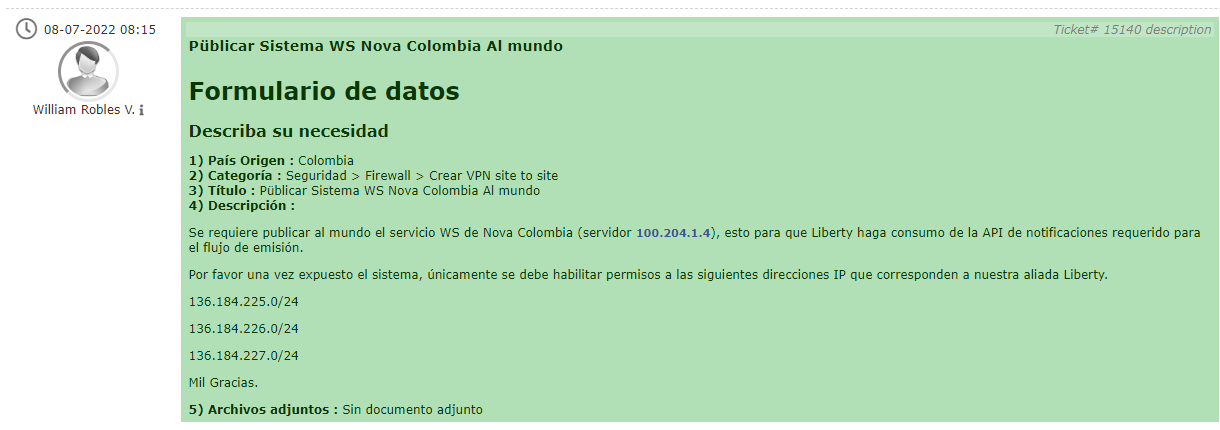 08-07-2022 08:15
William Robles V.
Ticket# 15140 description
Püblicar Sistema WS Nova Colombia Al mundo
Formulario de datos
Describa su necesidad
1) País Origen : Colombia
2) Categoría : Seguridad > Firewall > Crear VPN site to site
3) Título : Püblicar Sistema WS Nova Colombia Al mundo
4) Descripción :
Se requiere publicar al mundo el servicio WS de Nova Colombia (servidor 100.204.1.4), esto para que Liberty haga consumo de la API de notificaciones requerido para
el flujo de emisión.
Por favor una vez expuesto el sistema, únicamente se debe habilitar permisos a las siguientes direcciones IP que corresponden a nuestra aliada Liberty.
136.184.225.0/24
136.184.226.0/24
136.184.227.0/24
Mil Gracias.
5) Archivos adjuntos : Sin documento adjunto